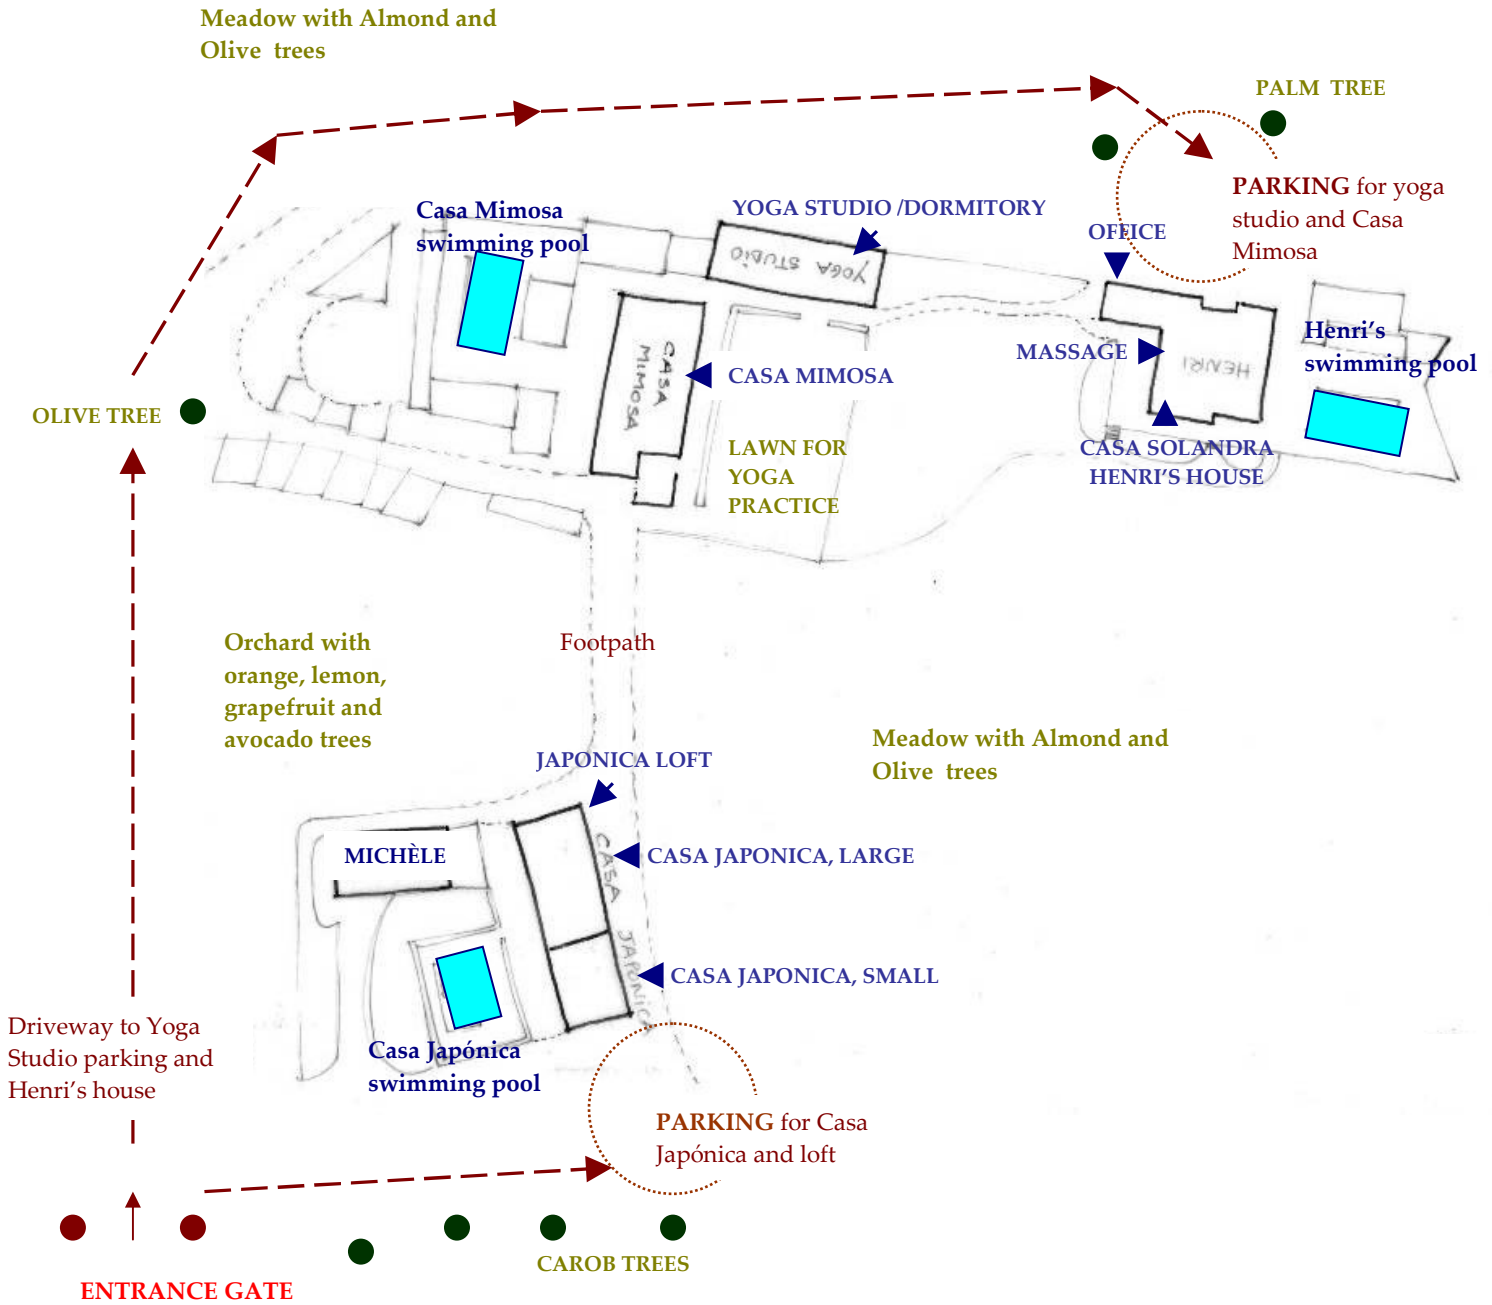 Meadow with Almond and
Olive trees
PALM TREE
PARKING for yoga
studio and Casa
Mimosa
Casa Mimosa
swimming pool
YOGA STUDIO /DORMITORY
OFFICE
YOGA STUDIO
CASA
MIMOSA
CASA MIMOSA
MASSAGE
HENRI
Henri's
swimming pool
OLIVE TREE
LAWN FOR
YOGA
PRACTICE
CASA SOLANDRA
HENRI'S HOUSE
Orchard with
orange, lemon,
grapefruit and
avocado trees
Footpath
Meadow with Almond and
Olive trees
JAPONICA LOFT
MICHÈLE
CASA JAPONICA, LARGE
CASA JAPONICA
CASA JAPONICA, SMALL
Driveway to Yoga
Studio parking and
Henri's house
Casa Japónica
swimming pool
PARKING for Casa
Japónica and loft
CAROB TREES
ENTRANCE GATE